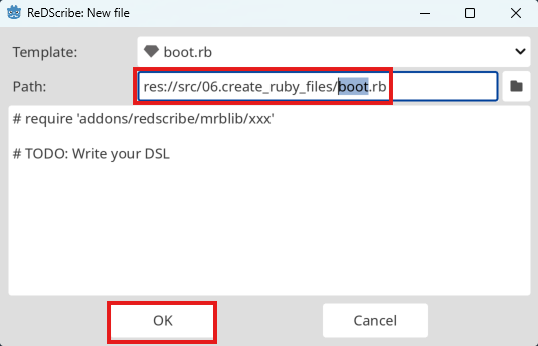 ReDScribe: New file
Template: boot.rb
Path: res://src/06.create_ruby_files/boot.rb
# require 'addons/redscribe/mrblib/xxx'
# TODO: Write your DSL
OK Cancel